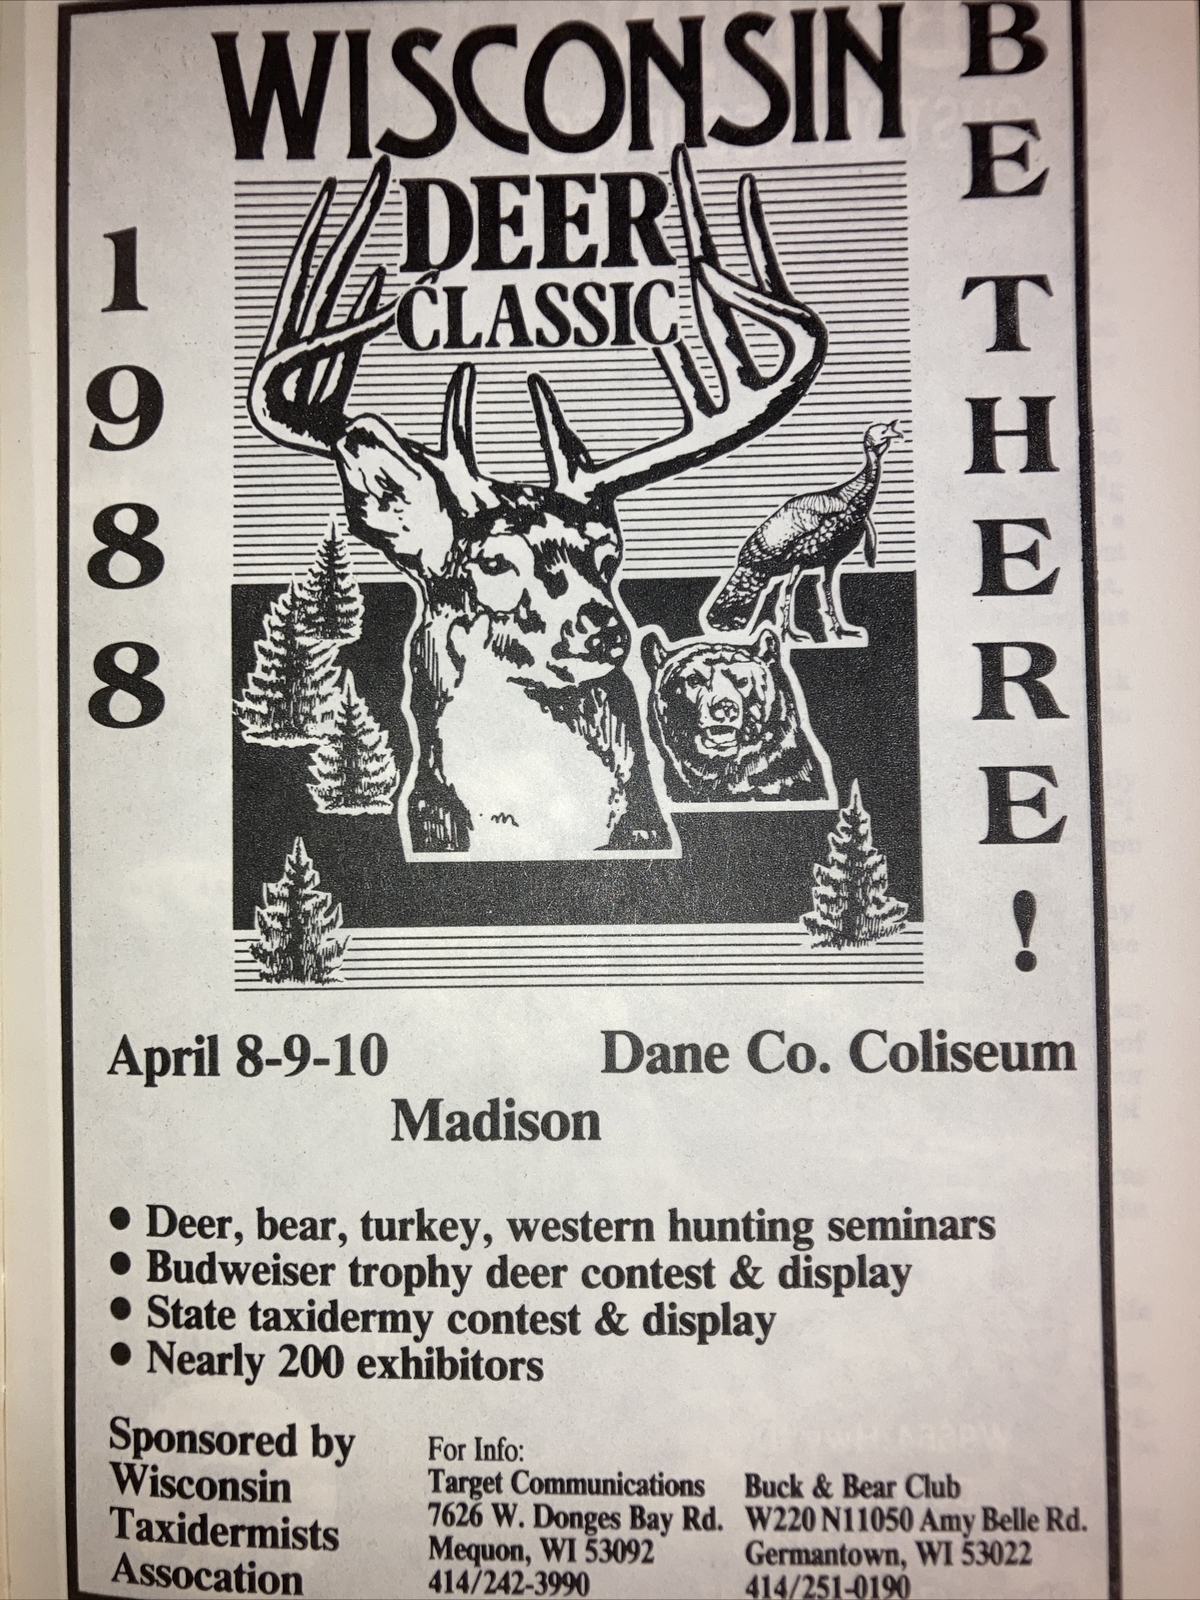 WISCONSIN
DEER
CLASSIC
1988
BE THERE!
April 8-9-10 Dane Co. Coliseum
Madison
• Deer, bear, turkey, western hunting seminars
• Budweiser trophy deer contest & display
• State taxidermy contest & display
• Nearly 200 exhibitors
Sponsored by
Wisconsin
Taxidermists
Assocation
For Info:
Target Communications
7626 W. Donges Bay Rd.
Mequon, WI 53092
414/242-3990
Buck & Bear Club
W220 N11050 Amy Belle Rd.
Germantown, WI 53022
414/251-0190